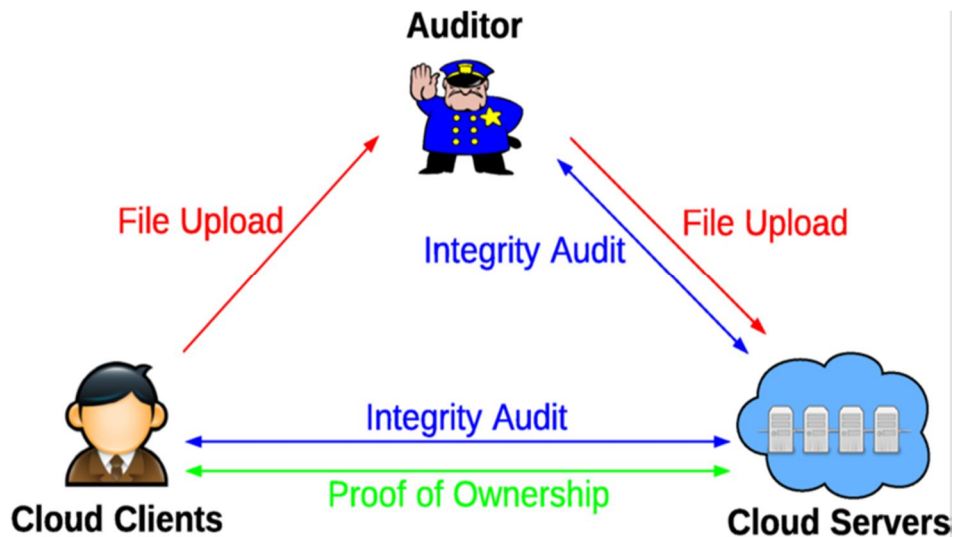 Auditor
File Upload
File Upload
Integrity Audit
Integrity Audit
Proof of Ownership
Cloud Clients
Cloud Servers